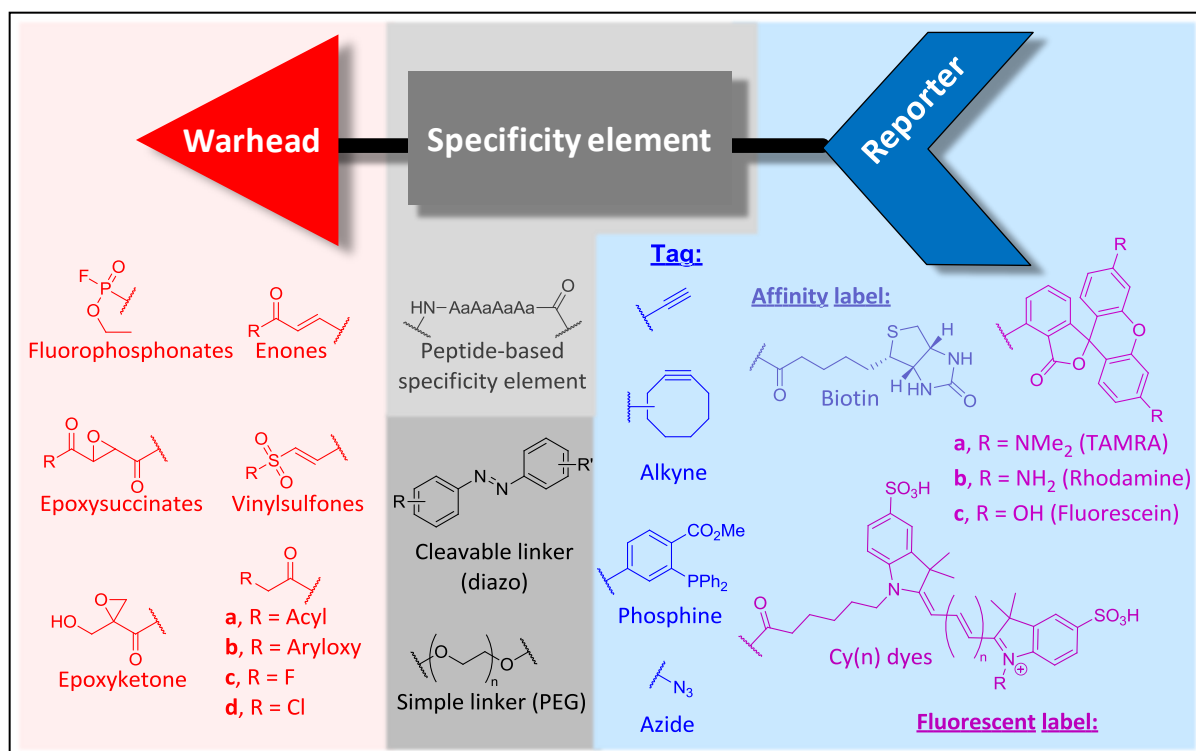 Warhead
Specificity element
Reporter
F
O
P
O
Fluorophosphonates
O
R
Enones
O
R
O
O
Epoxysuccinates
O
O
S
R
Vinylsulfones
O
HO
O
Epoxyketone
R
O
a, R = Acyl
b, R = Aryloxy
c, R = F
d, R = Cl
HN
AaAaAaAa
O
Peptide-based
specificity element
R
N
N
R'
Cleavable linker
(diazo)
O
O
n
Simple linker (PEG)
Tag:
Alkyne
CO2Me
PPh2
Phosphine
N3
Azide
Affinity label:
O
S
H
H
NH
HN
O
Biotin
R
O
O
O
R
a, R = NMe2 (TAMRA)
b, R = NH2 (Rhodamine)
c, R = OH (Fluorescein)
SO3H
N
O
n
SO3H
N
⊕
R
Cy(n) dyes
Fluorescent label: